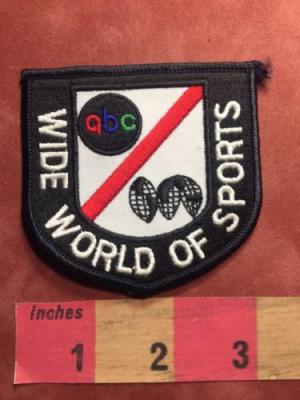 abc
WIDE WORLD OF SPORTS
inches
1 2 3